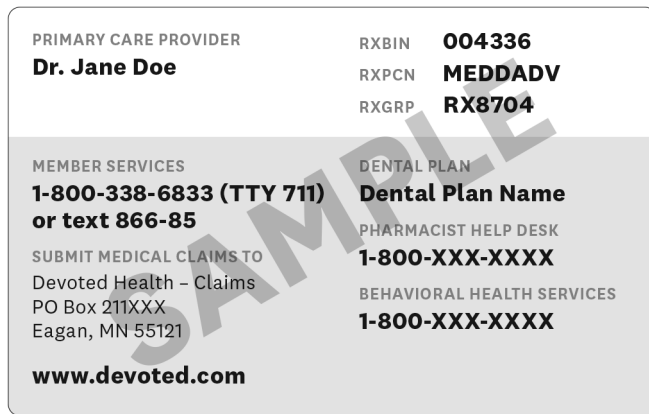 PRIMARY CARE PROVIDER
Dr. Jane Doe
RXBIN 004336
RXPCN MEDDADV
RXGRP RX8704
MEMBER SERVICES
1-800-338-6833 (TTY 711)
or text 866-85
SUBMIT MEDICAL CLAIMS TO
Devoted Health – Claims
PO Box 211XXX
Eagan, MN 55121
www.devoted.com
DENTAL PLAN
Dental Plan Name
PHARMACIST HELP DESK
1-800-XXX-XXXX
BEHAVIORAL HEALTH SERVICES
1-800-XXX-XXXX
SAMPLE